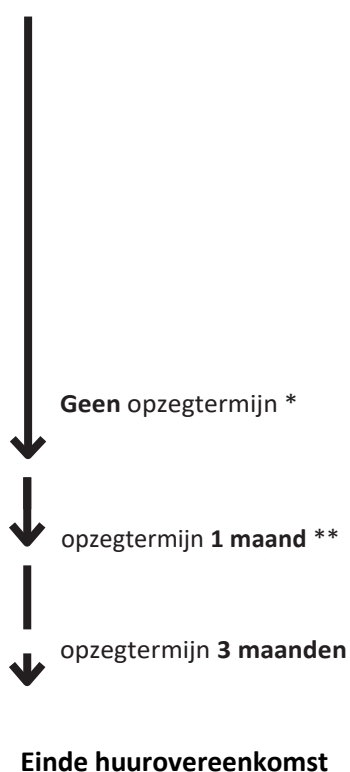 Geen opzegtermijn *
opzegtermijn 1 maand **
opzegtermijn 3 maanden
Einde huurovereenkomst